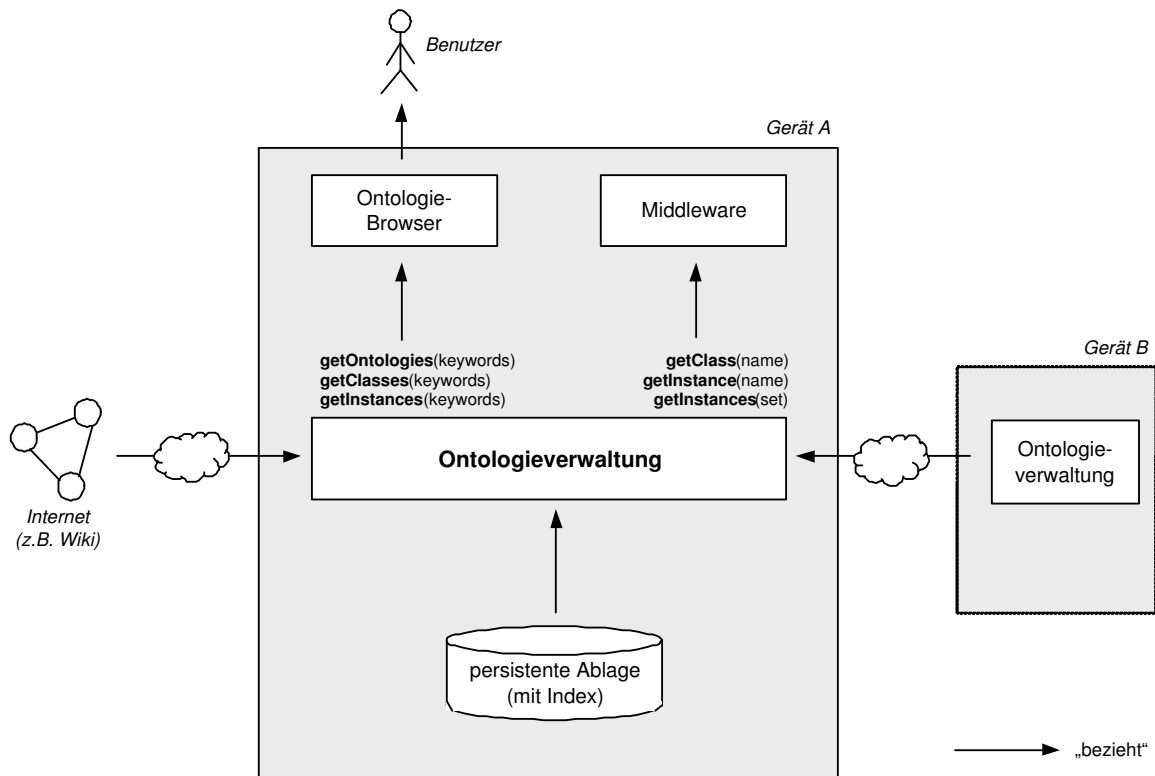 Benutzer
Gerät A
Ontologie-
Browser
Middleware
getOntologies(keywords)
getClasses(keywords)
getInstances(keywords)
getClass(name)
getInstance(name)
getInstances(set)
Gerät B
Ontologieverwaltung
Ontologie-
verwaltung
Internet
(z.B. Wiki)
persistente Ablage
(mit Index)
„bezieht“